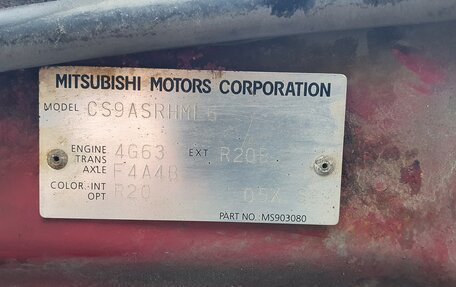 MITSUBISHI MOTORS CORPORATION
MODEL CS9ASRHML6
ENGINE 4G63 EXT R20B
TRANS
AXLE F4A4B
COLOR·INT R20 05X
OPT
PART NO.: MS903080